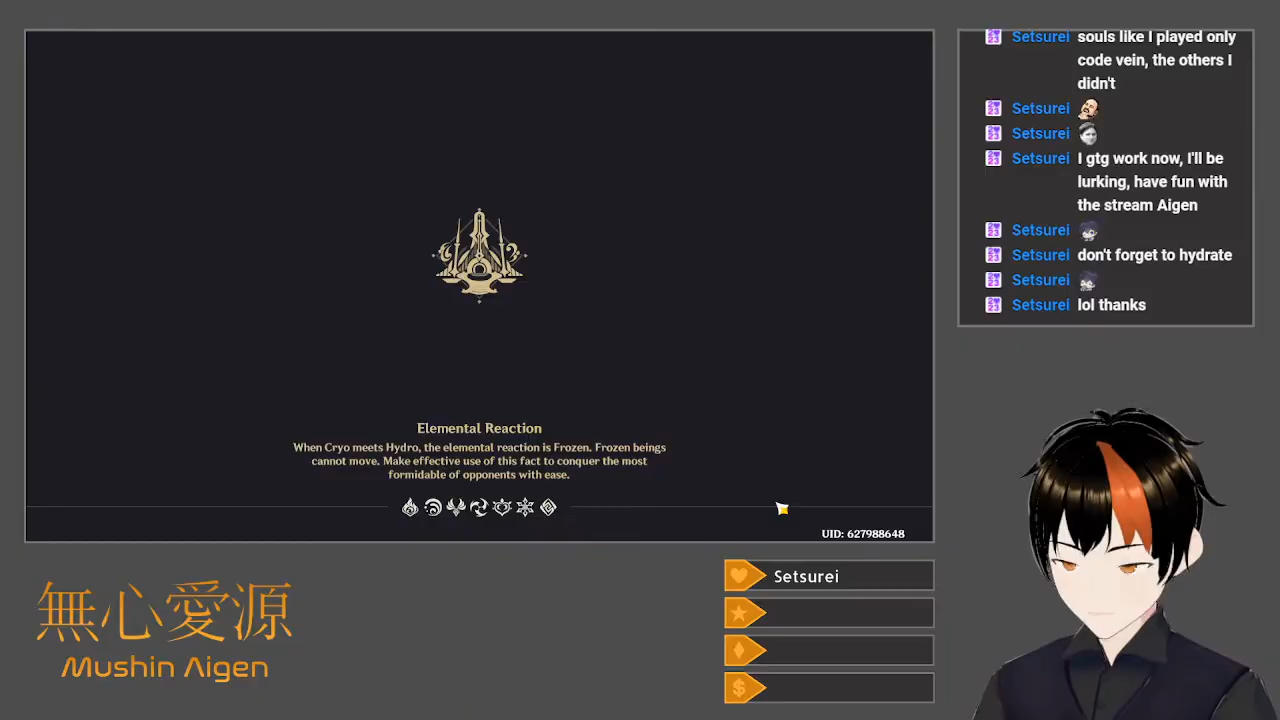 Elemental Reaction
When Cryo meets Hydro, the elemental reaction is Frozen. Frozen beings
cannot move. Make effective use of this fact to conquer the most
formidable of opponents with ease.
UID: 627988648
Setsurei souls like I played only
code vein, the others I
didn't
Setsurei
Setsurei
Setsurei I gtg work now, I'll be
lurking, have fun with
the stream Aigen
Setsurei
Setsurei don't forget to hydrate
Setsurei
Setsurei lol thanks
無心愛源
Mushin Aigen
Setsurei